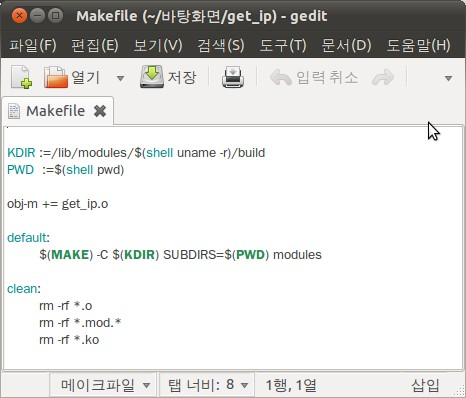 Makefile (~/바탕화면/get_ip) - gedit
파일(F) 편집(E) 보기(V) 검색(S) 도구(T) 문서(D) 도움말(H)
열기 저장 입력 취소
Makefile
KDIR :=/lib/modules/$(shell uname -r)/build
PWD :=$(shell pwd)
obj-m += get_ip.o
default:
$(MAKE) -C $(KDIR) SUBDIRS=$(PWD) modules
clean:
rm -rf *.o
rm -rf *.mod.*
rm -rf *.ko
메이크파일 탭 너비: 8 1행, 1열 삽입